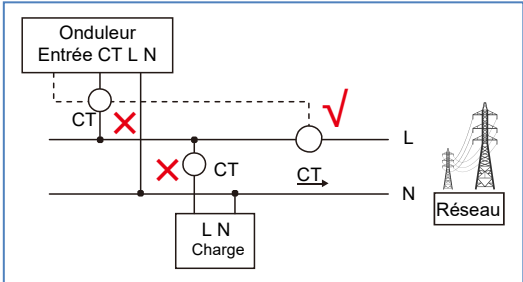 Onduleur
Entrée CT L N
CT
L
CT
CT
N
Réseau
L N
Charge